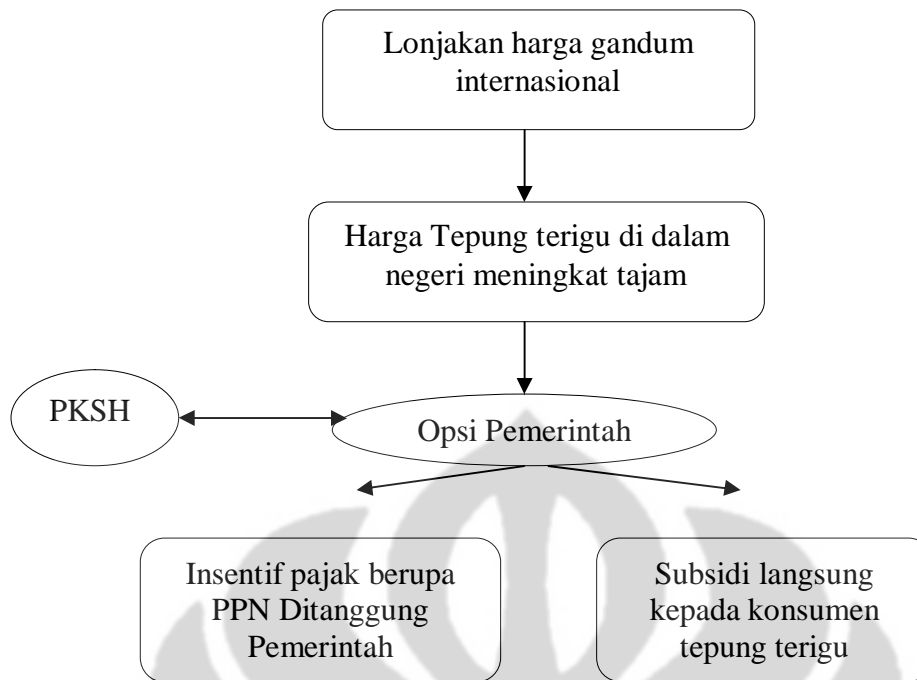 Lonjakan harga gandum
internasional
Harga Tepung terigu di dalam
negeri meningkat tajam
PKSH
Opsi Pemerintah
Insentif pajak berupa
PPN Ditanggung
Pemerintah
Subsidi langsung
kepada konsumen
tepung terigu